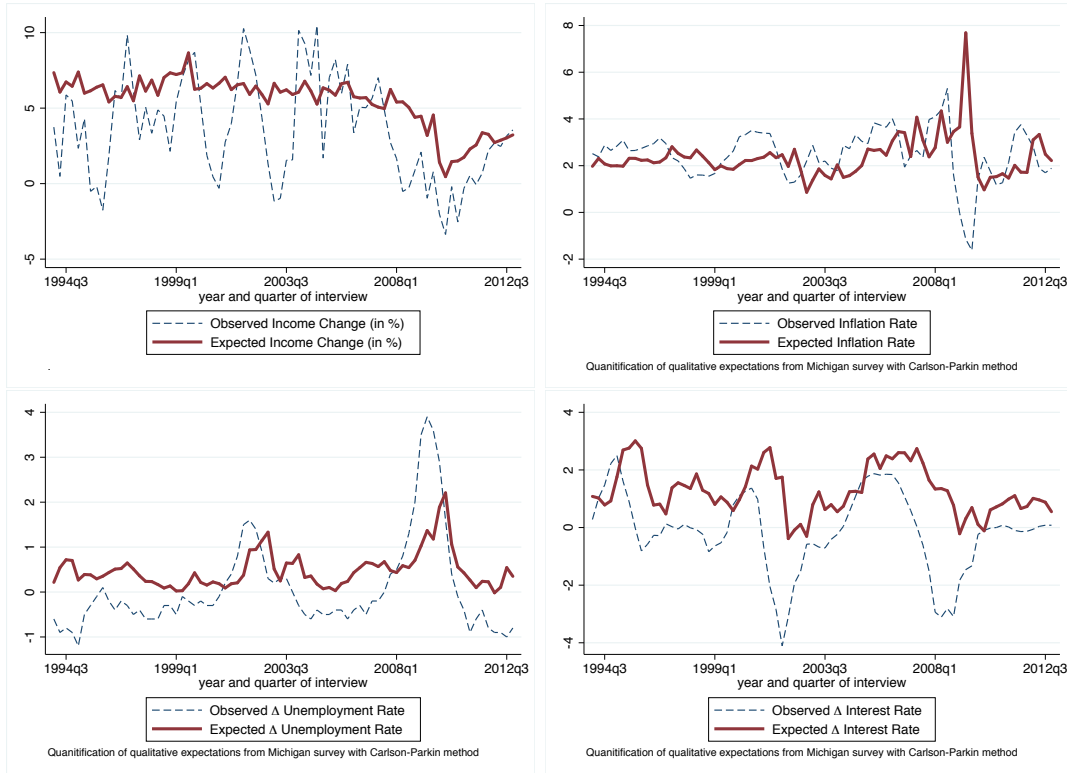 10
5
0
-5
1994q3 1999q1 2003q3 2008q1 2012q3
year and quarter of interview
Observed Income Change (in %)
Expected Income Change (in %)
.
8
6
4
2
0
-2
1994q3 1999q1 2003q3 2008q1 2012q3
year and quarter of interview
Observed Inflation Rate
Expected Inflation Rate
Quanitification of qualitative expectations from Michigan survey with Carlson-Parkin method
4
3
2
1
0
-1
1994q3 1999q1 2003q3 2008q1 2012q3
year and quarter of interview
Observed Δ Unemployment Rate
Expected Δ Unemployment Rate
Quanitification of qualitative expectations from Michigan survey with Carlson-Parkin method
4
2
0
-2
-4
1994q3 1999q1 2003q3 2008q1 2012q3
year and quarter of interview
Observed Δ Interest Rate
Expected Δ Interest Rate
Quanitification of qualitative expectations from Michigan survey with Carlson-Parkin method